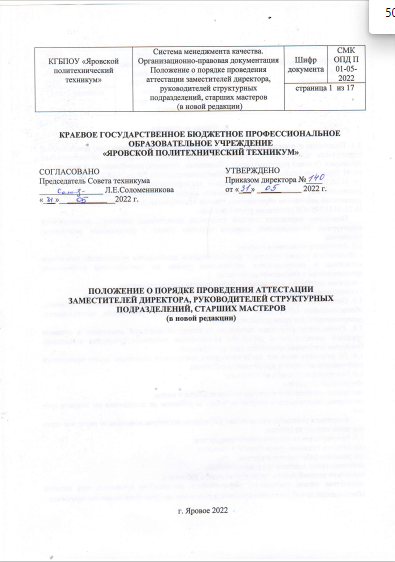 50
КГБПОУ «Яровской
политехнический
техникум»
Система менеджмента качества.
Организационно-правовая документация
Положение о порядке проведения
аттестации заместителей директора,
руководителей структурных
подразделений, старших мастеров
(в новой редакции)
Шифр
документа
СМК
ОПД П
01-05-
2022
страница 1 из 17
КРАЕВОЕ ГОСУДАРСТВЕННОЕ БЮДЖЕТНОЕ ПРОФЕССИОНАЛЬНОЕ
ОБРАЗОВАТЕЛЬНОЕ УЧРЕЖДЕНИЕ
«ЯРОВСКОЙ ПОЛИТЕХНИЧЕСКИЙ ТЕХНИКУМ»
СОГЛАСОВАНО
Председатель Совета техникума
Л.Е.Соломенникова
« 31 » 05 2022 г.
УТВЕРЖДЕНО
Приказом директора № 140
от « 31 » 05 2022 г.
ПОЛОЖЕНИЕ О ПОРЯДКЕ ПРОВЕДЕНИЯ АТТЕСТАЦИИ
ЗАМЕСТИТЕЛЕЙ ДИРЕКТОРА, РУКОВОДИТЕЛЕЙ СТРУКТУРНЫХ
ПОДРАЗДЕЛЕНИЙ, СТАРШИХ МАСТЕРОВ
(в новой редакции)
г. Яровое 2022